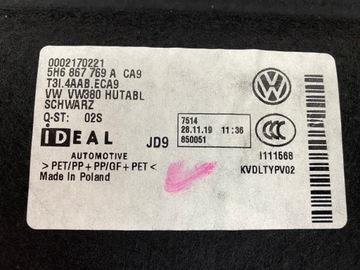 0002170221
5H6 867 769 A CA9
T3I.4AAB.ECA9
VW VW380 HUTABL
SCHWARZ
Q-ST: 02S
iDEAL
AUTOMOTIVE
JD9
7514
28.11.19 11:36
850051
I111568
KVDLTYPV02
>PET/PP+PP/GF+PET<
Made in Poland